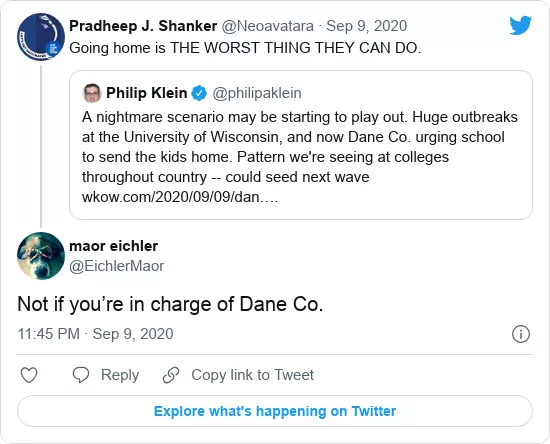 Pradheep J. Shanker @Neoavatara · Sep 9, 2020
Going home is THE WORST THING THEY CAN DO.
Philip Klein @philipaklein
A nightmare scenario may be starting to play out. Huge outbreaks
at the University of Wisconsin, and now Dane Co. urging school
to send the kids home. Pattern we're seeing at colleges
throughout country -- could seed next wave
wkow.com/2020/09/09/dan….
maor eichler
@EichlerMaor
Not if you’re in charge of Dane Co.
11:45 PM · Sep 9, 2020
Reply
Copy link to Tweet
Explore what's happening on Twitter